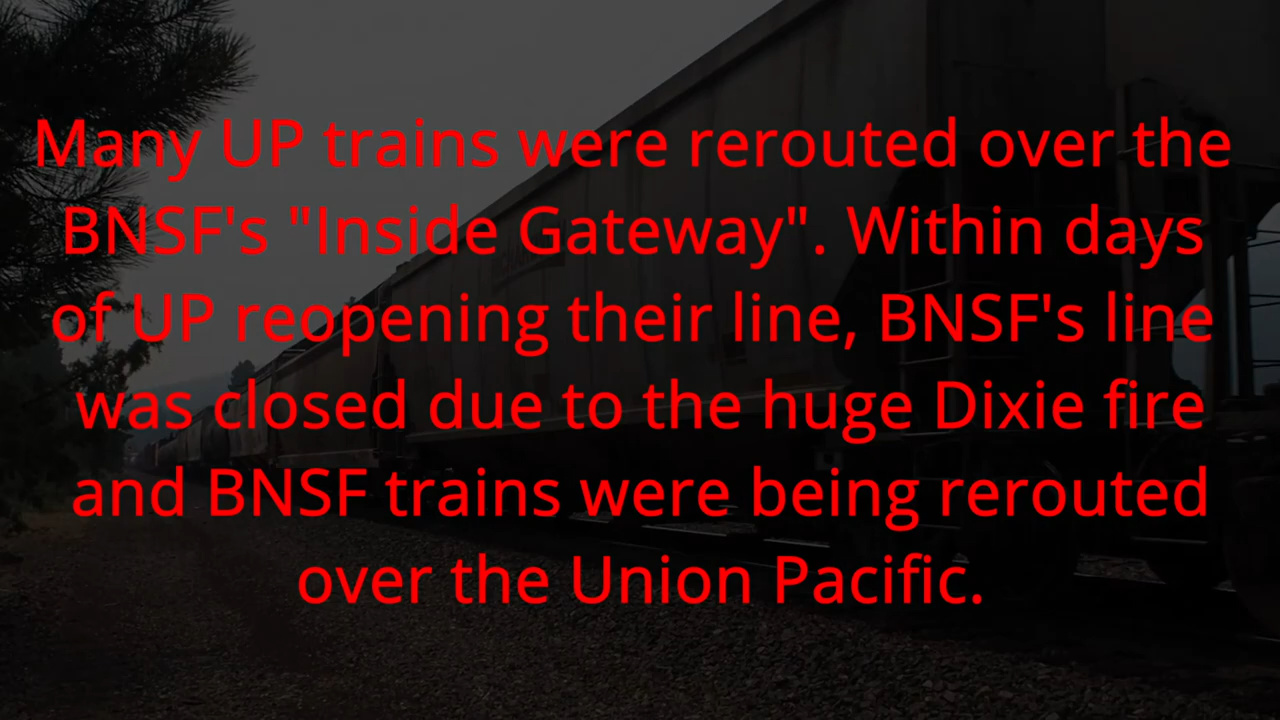 Many UP trains were rerouted over the
BNSF's "Inside Gateway". Within days
of UP reopening their line, BNSF's line
was closed due to the huge Dixie fire
and BNSF trains were being rerouted
over the Union Pacific.